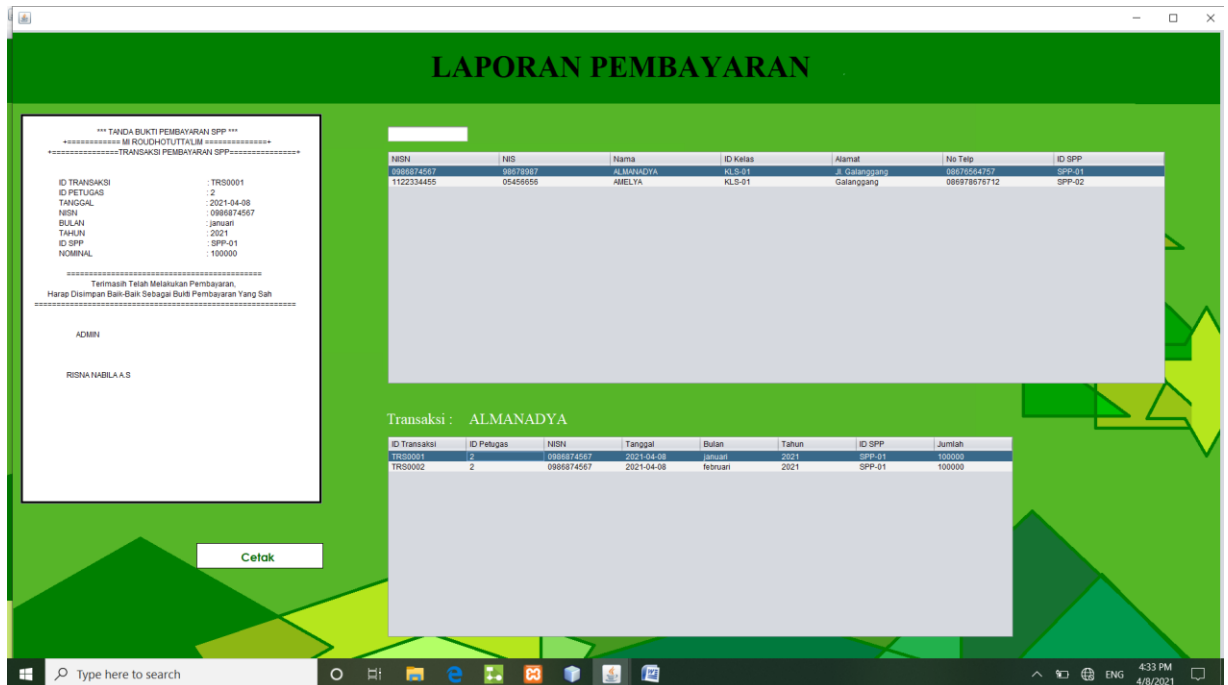 LAPORAN PEMBAYARAN
*** TANDA BUKTI PEMBAYARAN SPP ***
+============ MI ROUDHOTUTTA'LIM ==============+
+===============TRANSAKSI PEMBAYARAN SPP===============+
ID TRANSAKSI : TRS0001
ID PETUGAS : 2
TANGGAL : 2021-04-08
NISN : 0986874567
BULAN : januari
TAHUN : 2021
ID SPP : SPP-01
NOMINAL : 100000
============================================
Terimasih Telah Melakukan Pembayaran,
Harap Disimpan Baik-Baik Sebagai Bukti Pembayaran Yang Sah
===========================================================
ADMIN
RISNA NABILA A.S
Cetak
NISN NIS Nama ID Kelas Alamat No Telp ID SPP
0986874567 98678987 ALMANADYA KLS-01 Jl. Galanggang 08676564757 SPP-01
1122334455 05456656 AMELYA KLS-01 Galanggang 086978676712 SPP-02
Transaksi : ALMANADYA
ID Transaksi ID Petugas NISN Tanggal Bulan Tahun ID SPP Jumlah
TRS0001 2 0986874567 2021-04-08 januari 2021 SPP-01 100000
TRS0002 2 0986874567 2021-04-08 februari 2021 SPP-01 100000
Type here to search
ENG
4:33 PM
4/8/2021